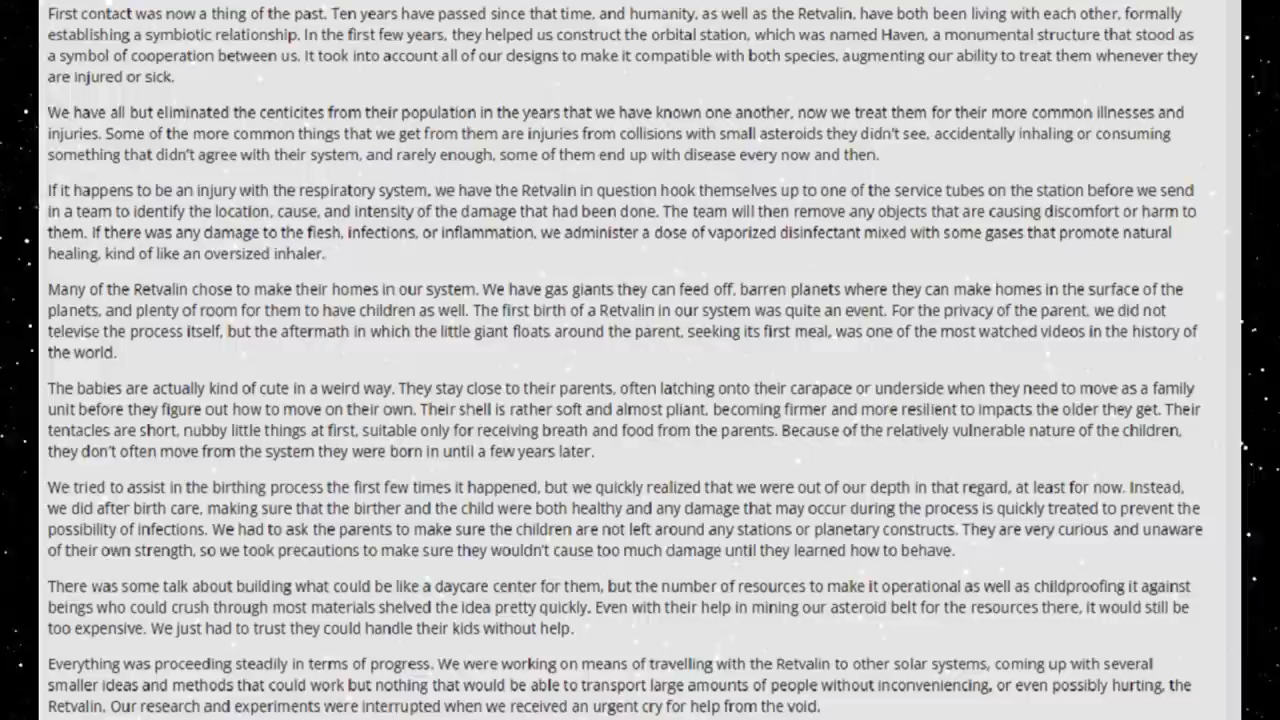 First contact was now a thing of the past. Ten years have passed since that time, and humanity, as well as the Retvalin, have both been living with each other, formally
establishing a symbiotic relationship. In the first few years, they helped us construct the orbital station, which was named Haven, a monumental structure that stood as
a symbol of cooperation between us. It took into account all of our designs to make it compatible with both species, augmenting our ability to treat them whenever they
are injured or sick.
We have all but eliminated the centicites from their population in the years that we have known one another, now we treat them for their more common illnesses and
injuries. Some of the more common things that we get from them are injuries from collisions with small asteroids they didn't see, accidentally inhaling or consuming
something that didn't agree with their system, and rarely enough, some of them end up with disease every now and then.
If it happens to be an injury with the respiratory system, we have the Retvalin in question hook themselves up to one of the service tubes on the station before we send
in a team to identify the location, cause, and intensity of the damage that had been done. The team will then remove any objects that are causing discomfort or harm to
them. If there was any damage to the flesh, infections, or inflammation, we administer a dose of vaporized disinfectant mixed with some gases that promote natural
healing, kind of like an oversized inhaler.
Many of the Retvalin chose to make their homes in our system. We have gas giants they can feed off, barren planets where they can make homes in the surface of the
planets, and plenty of room for them to have children as well. The first birth of a Retvalin in our system was quite an event. For the privacy of the parent, we did not
televise the process itself, but the aftermath in which the little giant floats around the parent, seeking its first meal, was one of the most watched videos in the history of
the world.
The babies are actually kind of cute in a weird way. They stay close to their parents, often latching onto their carapace or underside when they need to move as a family
unit before they figure out how to move on their own. Their shell is rather soft and almost pliant, becoming firmer and more resilient to impacts the older they get. Their
tentacles are short, nubby little things at first, suitable only for receiving breath and food from the parents. Because of the relatively vulnerable nature of the children,
they don't often move from the system they were born in until a few years later.
We tried to assist in the birthing process the first few times it happened, but we quickly realized that we were out of our depth in that regard, at least for now. Instead,
we did after birth care, making sure that the birther and the child were both healthy and any damage that may occur during the process is quickly treated to prevent the
possibility of infections. We had to ask the parents to make sure the children are not left around any stations or planetary constructs. They are very curious and unaware
of their own strength, so we took precautions to make sure they wouldn't cause too much damage until they learned how to behave.
There was some talk about building what could be like a daycare center for them, but the number of resources to make it operational as well as childproofing it against
beings who could crush through most materials shelved the idea pretty quickly. Even with their help in mining our asteroid belt for the resources there, it would still be
too expensive. We just had to trust they could handle their kids without help.
Everything was proceeding steadily in terms of progress. We were working on means of travelling with the Retvalin to other solar systems, coming up with several
smaller ideas and methods that could work but nothing that would be able to transport large amounts of people without inconveniencing, or even possibly hurting, the
Retvalin. Our research and experiments were interrupted when we received an urgent cry for help from the void.